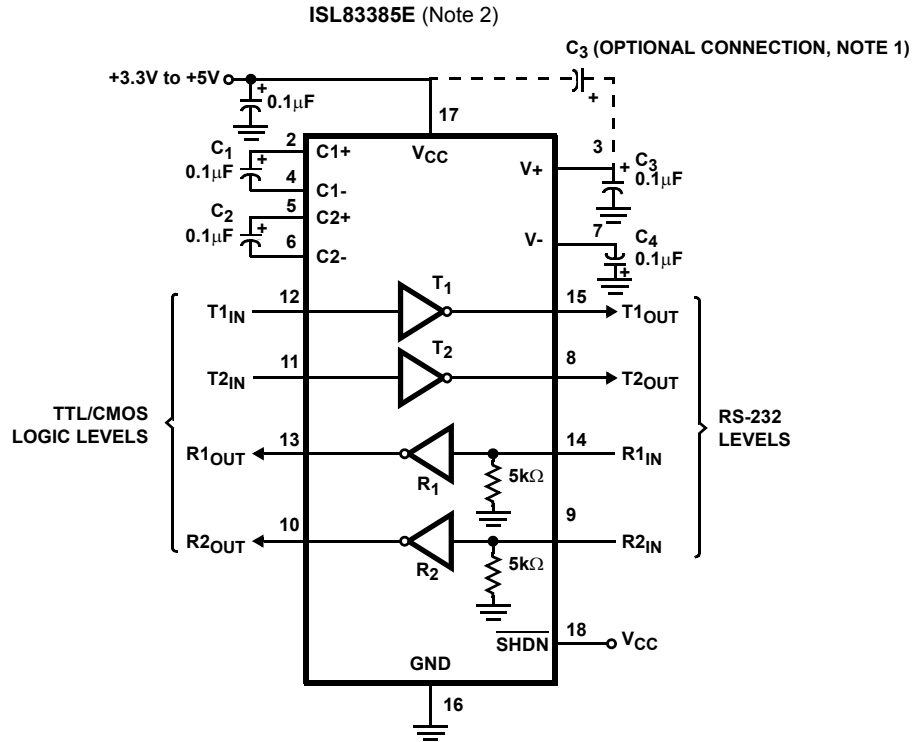 ISL83385E (Note 2)
C3 (OPTIONAL CONNECTION, NOTE 1)
+3.3V to +5V
+
0.1μF
+
17
2
C1
+
0.1μF
4
C1+
C1-
VCC
V+
3
+
C3
0.1μF
5
C2
+
0.1μF
6
C2+
C2-
V-
7
C4
0.1μF
+
T1IN
12
T1
15
T1OUT
T2IN
11
T2
8
T2OUT
TTL/CMOS
LOGIC LEVELS
RS-232
LEVELS
R1OUT
13
R1
5kΩ
14
R1IN
R2OUT
10
R2
5kΩ
9
R2IN
SHDN
18
VCC
GND
16